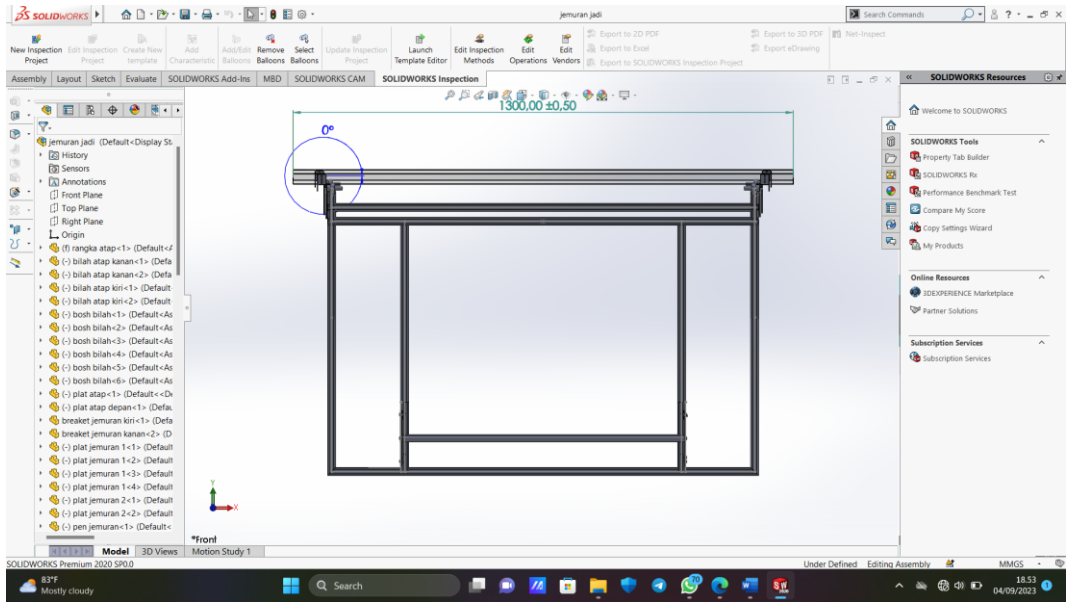 SOLIDWORKS
jemuran jadi
Search Commands
New Inspection Project
Edit Inspection Project
Create New template
Add Characteristic
Add/Edit Balloons
Remove Balloons
Select Balloons
Update Inspection Project
Launch Template Editor
Edit Inspection Methods
Edit Operations
Edit Vendors
Export to 2D PDF
Export to Excel
Export to SOLIDWORKS Inspection Project
Export to 3D PDF
Export eDrawing
Net-Inspect
Assembly Layout Sketch Evaluate SOLIDWORKS Add-Ins MBD SOLIDWORKS CAM SOLIDWORKS Inspection
jemuran jadi (Default<Display St
History
Sensors
Annotations
Front Plane
Top Plane
Right Plane
Origin
(f) rangka atap<1> (Default<
(-) bilah atap kanan<1> (Defa
(-) bilah atap kanan<2> (Defa
(-) bilah atap kiri<1> (Default
(-) bilah atap kiri<2> (Default
(-) bosh bilah<1> (Default<As
(-) bosh bilah<2> (Default<As
(-) bosh bilah<3> (Default<As
(-) bosh bilah<4> (Default<As
(-) bosh bilah<5> (Default<As
(-) bosh bilah<6> (Default<As
(-) plat atap<1> (Default<<De
(-) plat atap depan<1> (Defau
breaket jemuran kiri<1> (Defa
breaket jemuran kanan<2> (D
(-) plat jemuran 1<1> (Default
(-) plat jemuran 1<2> (Default
(-) plat jemuran 1<3> (Default
(-) plat jemuran 1<4> (Default
(-) plat jemuran 2<1> (Default
(-) plat jemuran 2<2> (Default
(-) pen jemuran<1> (Default<
1300,00 ±0,50
0°
Y
X
*Front
SOLIDWORKS Resources
Welcome to SOLIDWORKS
SOLIDWORKS Tools
Property Tab Builder
SOLIDWORKS Rx
Performance Benchmark Test
Compare My Score
Copy Settings Wizard
My Products
Online Resources
3DEXPERIENCE Marketplace
Partner Solutions
Subscription Services
Subscription Services
Model 3D Views Motion Study 1
SOLIDWORKS Premium 2020 SP0.0
Under Defined Editing Assembly MMGS
83°F
Mostly cloudy
Search
70
18.53
04/09/2023
1